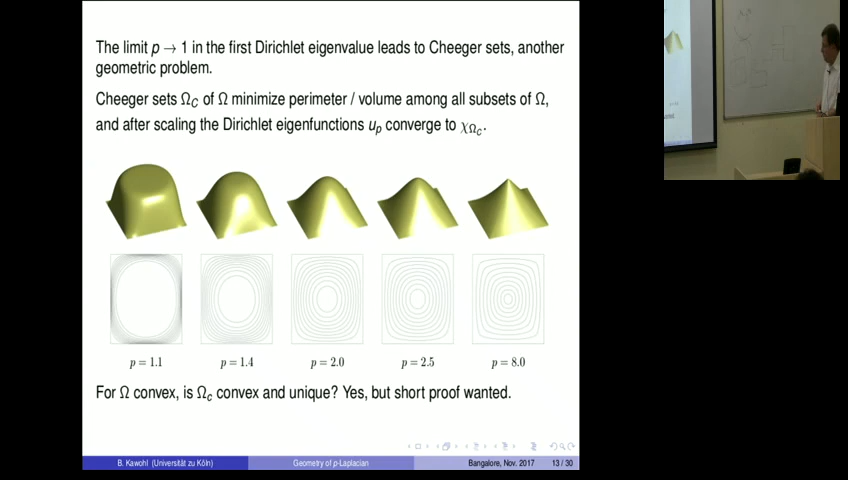 The limit p → 1 in the first Dirichlet eigenvalue leads to Cheeger sets, another
geometric problem.
Cheeger sets Ω_C of Ω minimize perimeter / volume among all subsets of Ω,
and after scaling the Dirichlet eigenfunctions u_p converge to χ_{Ω_c}.
p = 1.1 p = 1.4 p = 2.0 p = 2.5 p = 8.0
For Ω convex, is Ω_c convex and unique? Yes, but short proof wanted.
B. Kawohl (Universität zu Köln) Geometry of p-Laplacian Bangalore, Nov. 2017 13 / 30